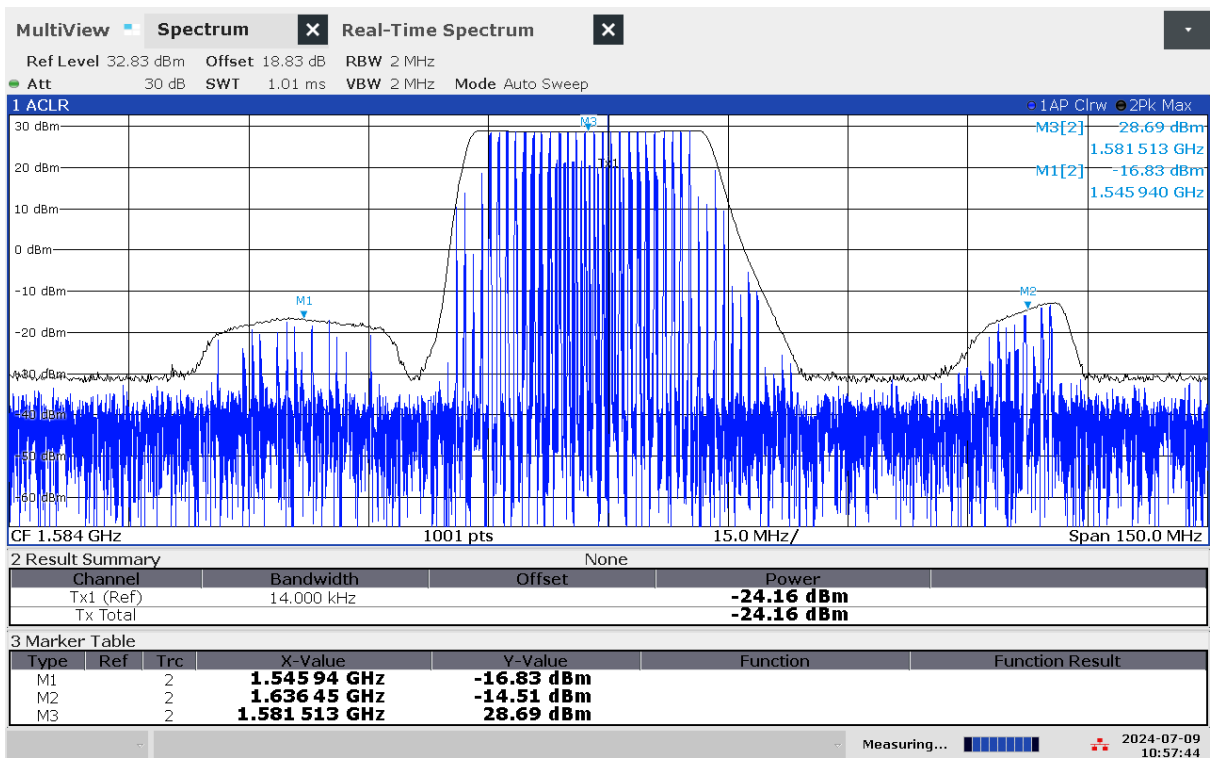 MultiView Spectrum X Real-Time Spectrum X
Ref Level 32.83 dBm Offset 18.83 dB RBW 2 MHz
Att 30 dB SWT 1.01 ms VBW 2 MHz Mode Auto Sweep
1 ACLR 1AP Clrw 2Pk Max
30 dBm M3 M3[2] 28.69 dBm
1.581 513 GHz
20 dBm Tx1 M1[2] -16.83 dBm
1.545 940 GHz
10 dBm
0 dBm
-10 dBm
M1 M2
-20 dBm
-30 dBm
-40 dBm
-50 dBm
-60 dBm
CF 1.584 GHz 1001 pts 15.0 MHz/ Span 150.0 MHz
2 Result Summary None
Channel Bandwidth Offset Power
Tx1 (Ref) 14.000 kHz -24.16 dBm
Tx Total -24.16 dBm
3 Marker Table
Type Ref Trc X-Value Y-Value Function Function Result
M1 2 1.545 94 GHz -16.83 dBm
M2 2 1.636 45 GHz -14.51 dBm
M3 2 1.581 513 GHz 28.69 dBm
Measuring... 2024-07-09
10:57:44